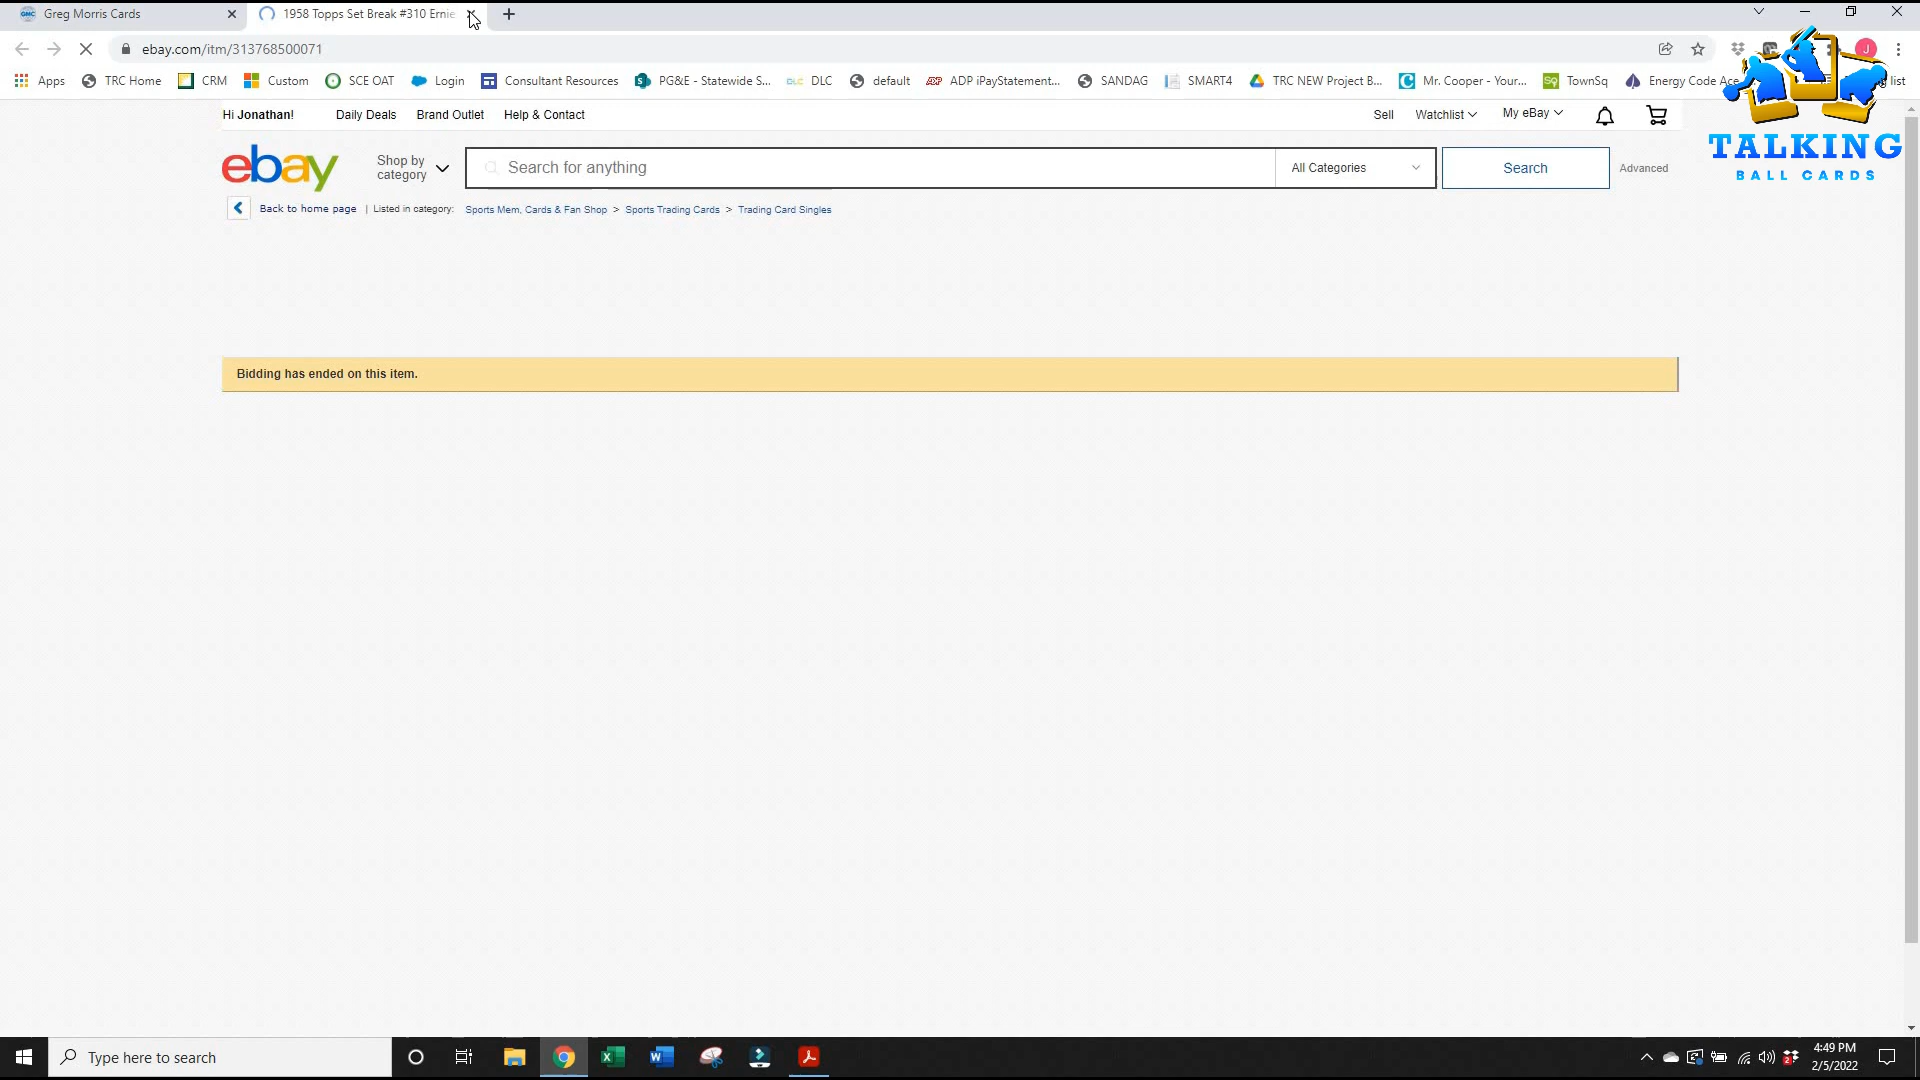 GMC Greg Morris Cards
1958 Topps Set Break #310 Ernie
ebay.com/itm/313768500071
J
Apps TRC Home CRM Custom SCE OAT Login Consultant Resources PG&E - Statewide S... DLC default ADP iPayStatement... SANDAG SMART4 TRC NEW Project B... Mr. Cooper - Your... TownSq Energy Code Ace list
Hi Jonathan! Daily Deals Brand Outlet Help & Contact Sell Watchlist My eBay
ebay Shop by category Search for anything All Categories Search Advanced
TALKING
BALL CARDS
Back to home page | Listed in category: Sports Mem, Cards & Fan Shop > Sports Trading Cards > Trading Card Singles
Bidding has ended on this item.
Type here to search
4:49 PM
2/5/2022